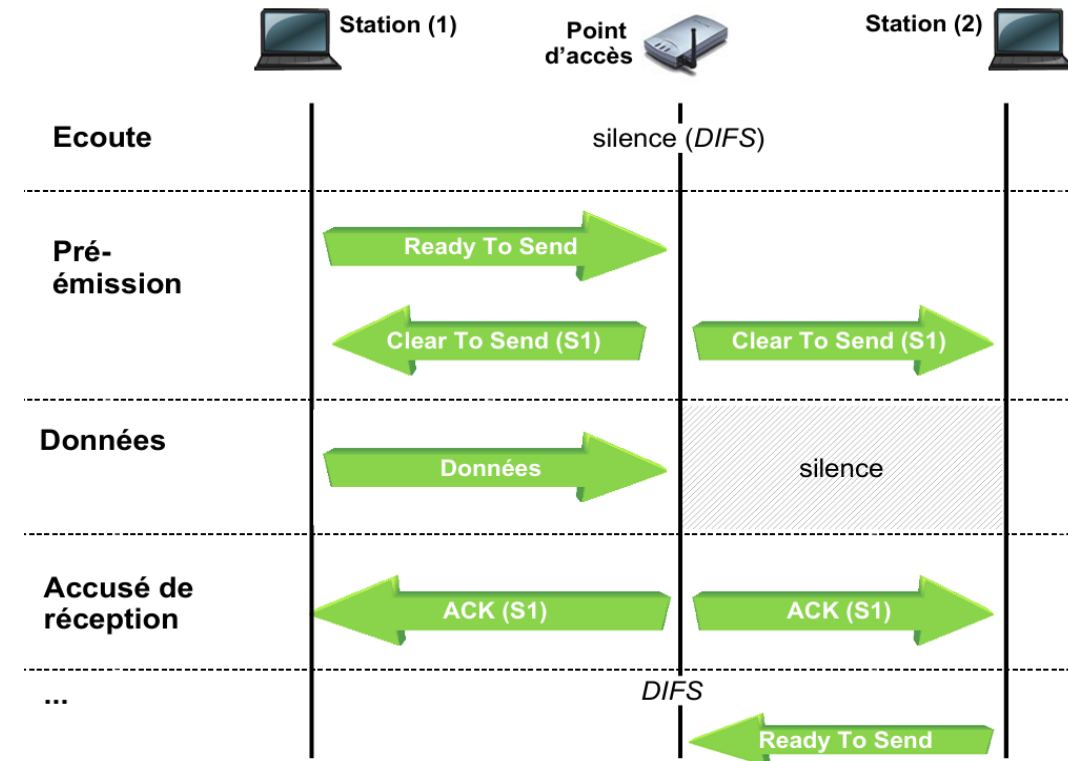 Station (1)
Point
d'accès
Station (2)
Ecoute
silence (DIFS)
Pré-
émission
Ready To Send
Clear To Send (S1)
Clear To Send (S1)
Données
Données
silence
Accusé de
réception
ACK (S1)
ACK (S1)
...
DIFS
Ready To Send